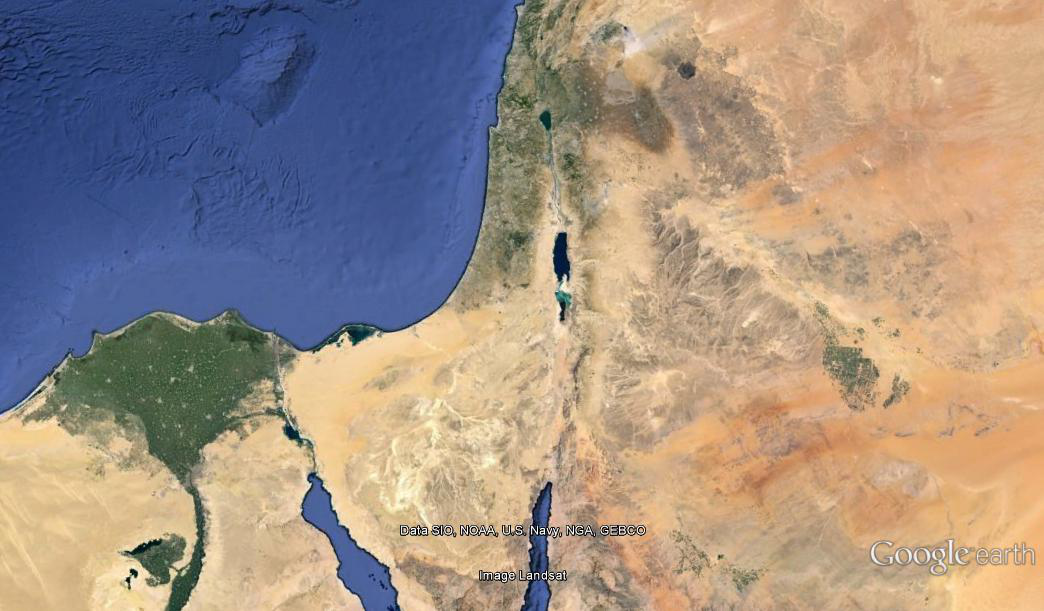 Data SIO, NOAA, U.S. Navy, NGA, GEBCO
Google earth
Image Landsat